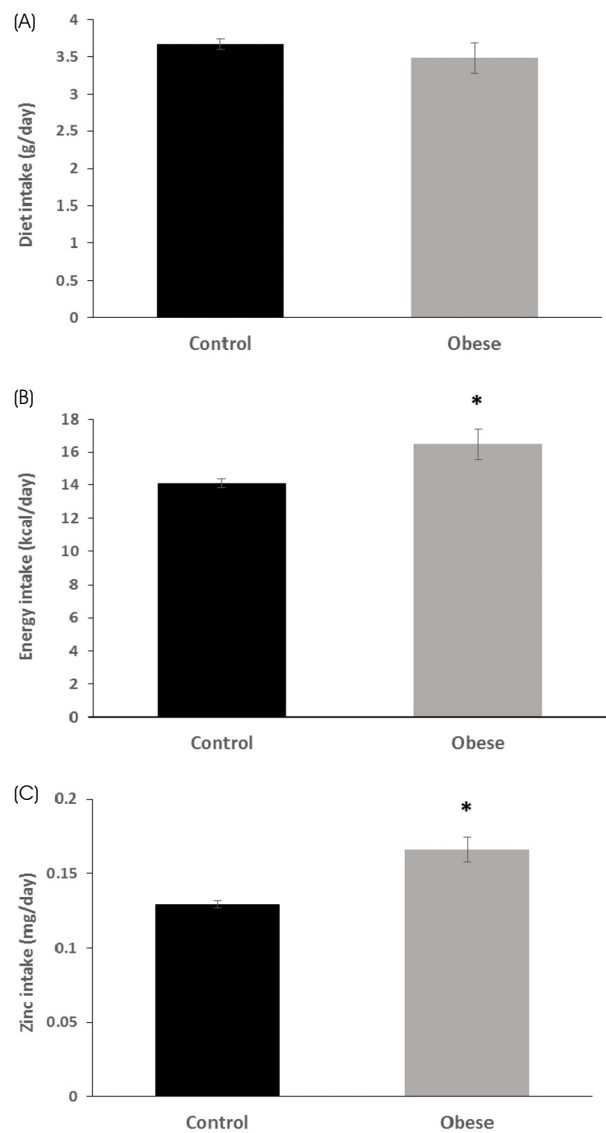 (A)
Diet intake (g/day)
4
3.5
3
2.5
2
1.5
1
0.5
0
Control Obese
(B)
Energy intake (kcal/day)
18
16
14
12
10
8
6
4
2
0
*
Control Obese
(C)
Zinc intake (mg/day)
0.2
0.15
0.1
0.05
0
*
Control Obese